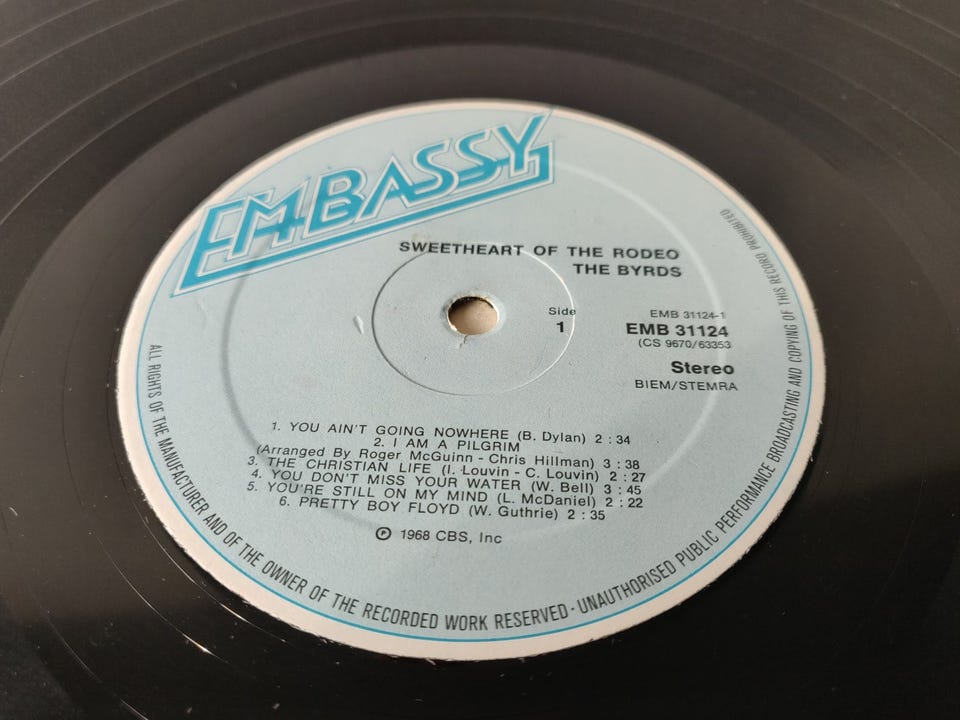 EMBASSY
SWEETHEART OF THE RODEO
THE BYRDS
Side
1
EMB 31124-1
EMB 31124
(CS 9670/63353
Stereo
BIEM/STEMRA
1. YOU AIN'T GOING NOWHERE (B. Dylan) 2 : 34
2. I AM A PILGRIM
(Arranged By Roger McGuinn - Chris Hillman) 3 : 38
3. THE CHRISTIAN LIFE (I. Louvin - C. Louvin) 2 : 27
4. YOU DON'T MISS YOUR WATER (W. Bell) 3 : 45
5. YOU'RE STILL ON MY MIND (L. McDaniel) 2 : 22
6. PRETTY BOY FLOYD (W. Guthrie) 2 : 35
℗ 1968 CBS, Inc
ALL RIGHTS OF THE MANUFACTURER AND OF THE OWNER OF THE RECORDED WORK RESERVED · UNAUTHORISED PUBLIC PERFORMANCE BROADCASTING AND COPYING OF THIS RECORD PROHIBITED